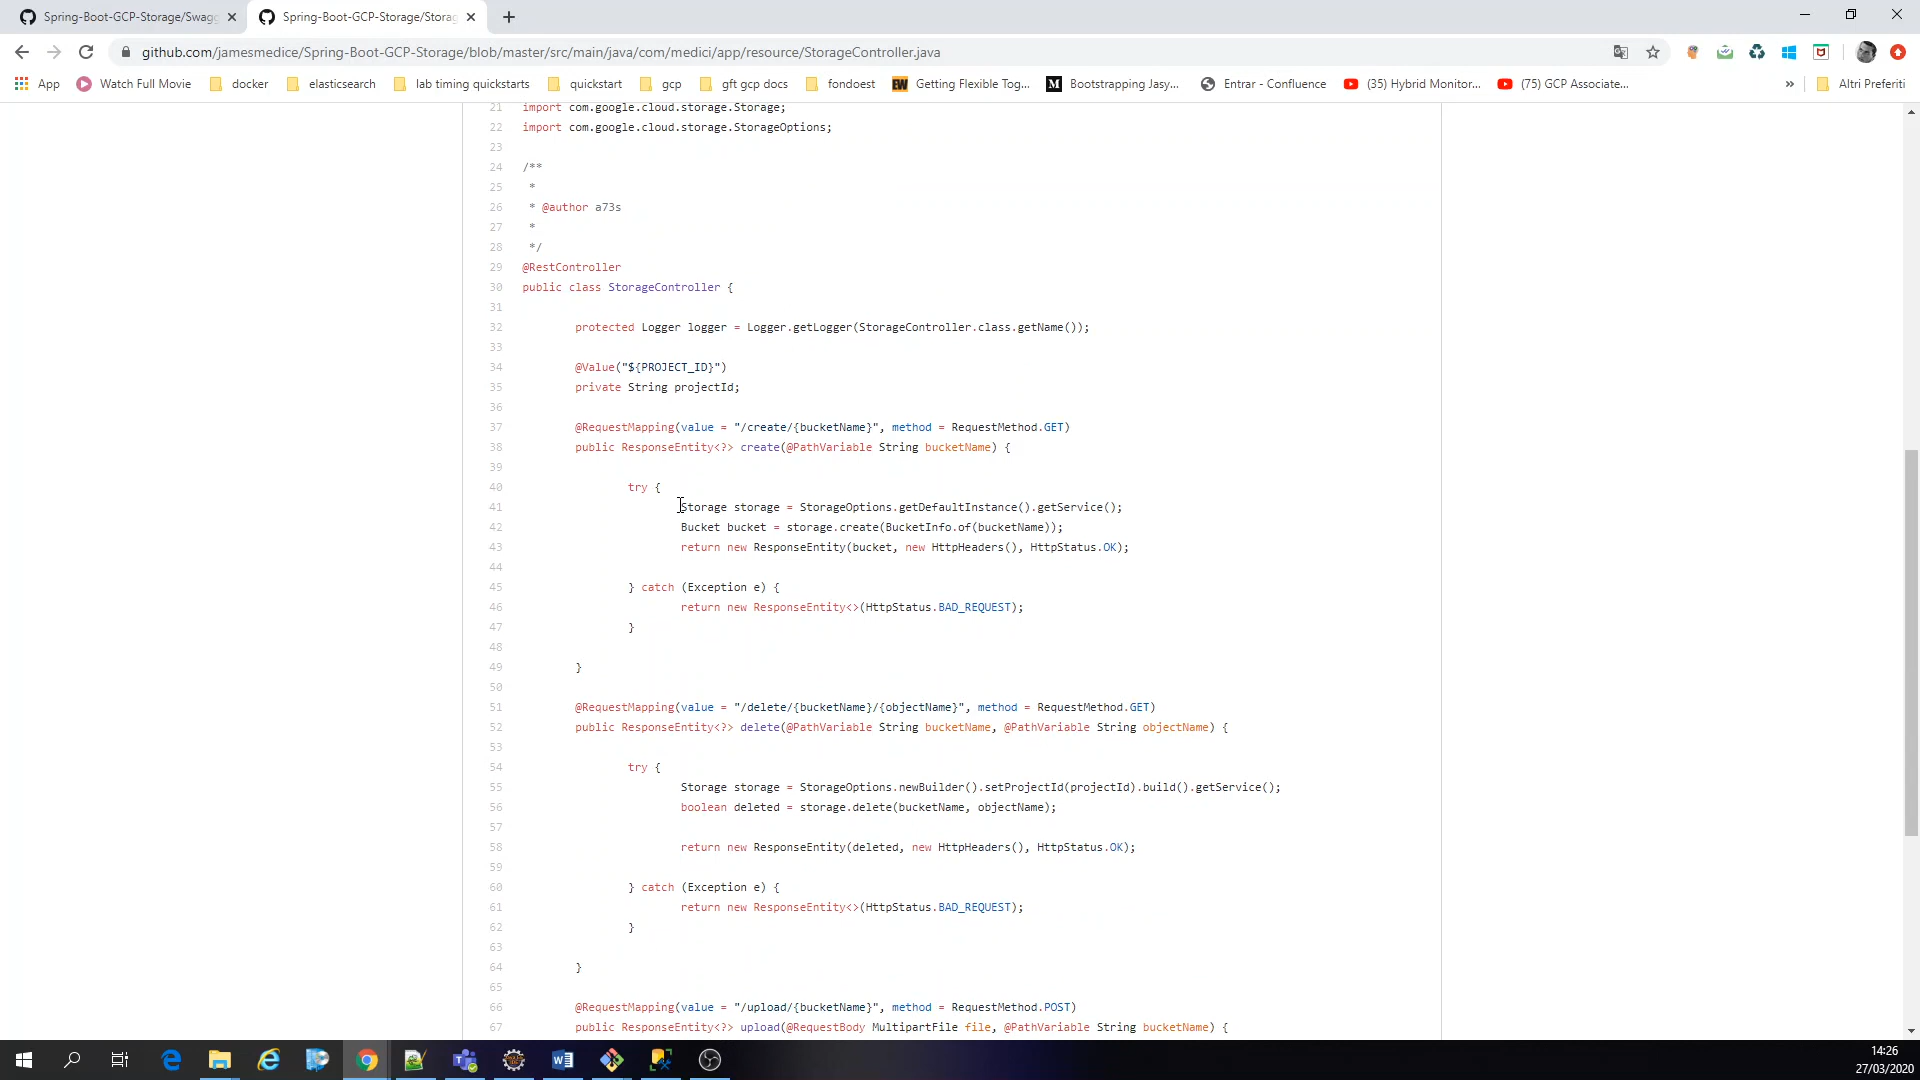 Spring-Boot-GCP-Storage/Swag
Spring-Boot-GCP-Storage/Storag
github.com/jamesmedice/Spring-Boot-GCP-Storage/blob/master/src/main/java/com/medici/app/resource/StorageController.java
App Watch Full Movie docker elasticsearch lab timing quickstarts quickstart gcp gft gcp docs fondoest Getting Flexible Tog... Bootstrapping Jasy... Entrar - Confluence (35) Hybrid Monitor... (75) GCP Associate... » Altri Preferiti
21 import com.google.cloud.storage.Storage;
22 import com.google.cloud.storage.StorageOptions;
23
24 /**
25 *
26 * @author a73s
27 *
28 */
29 @RestController
30 public class StorageController {
31
32 protected Logger logger = Logger.getLogger(StorageController.class.getName());
33
34 @Value("${PROJECT_ID}")
35 private String projectId;
36
37 @RequestMapping(value = "/create/{bucketName}", method = RequestMethod.GET)
38 public ResponseEntity<?> create(@PathVariable String bucketName) {
39
40 try {
41 Storage storage = StorageOptions.getDefaultInstance().getService();
42 Bucket bucket = storage.create(BucketInfo.of(bucketName));
43 return new ResponseEntity(bucket, new HttpHeaders(), HttpStatus.OK);
44
45 } catch (Exception e) {
46 return new ResponseEntity<>(HttpStatus.BAD_REQUEST);
47 }
48
49 }
50
51 @RequestMapping(value = "/delete/{bucketName}/{objectName}", method = RequestMethod.GET)
52 public ResponseEntity<?> delete(@PathVariable String bucketName, @PathVariable String objectName) {
53
54 try {
55 Storage storage = StorageOptions.newBuilder().setProjectId(projectId).build().getService();
56 boolean deleted = storage.delete(bucketName, objectName);
57
58 return new ResponseEntity(deleted, new HttpHeaders(), HttpStatus.OK);
59
60 } catch (Exception e) {
61 return new ResponseEntity<>(HttpStatus.BAD_REQUEST);
62 }
63
64 }
65
66 @RequestMapping(value = "/upload/{bucketName}", method = RequestMethod.POST)
67 public ResponseEntity<?> upload(@RequestBody MultipartFile file, @PathVariable String bucketName) {
14:26
27/03/2020